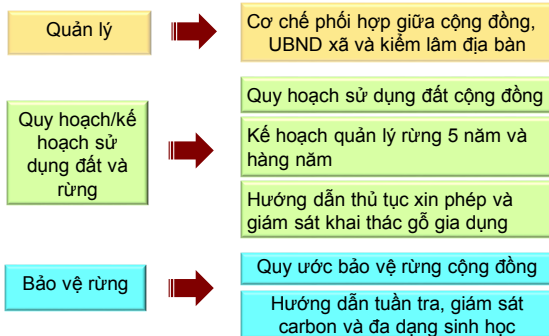 Quản lý
Cơ chế phối hợp giữa cộng đồng,
UBND xã và kiểm lâm địa bàn
Quy hoạch/kế
hoạch sử
dụng đất và
rừng
Quy hoạch sử dụng đất cộng đồng
Kế hoạch quản lý rừng 5 năm và
hàng năm
Hướng dẫn thủ tục xin phép và
giám sát khai thác gỗ gia dụng
Bảo vệ rừng
Quy ước bảo vệ rừng cộng đồng
Hướng dẫn tuần tra, giám sát
carbon và đa dạng sinh học